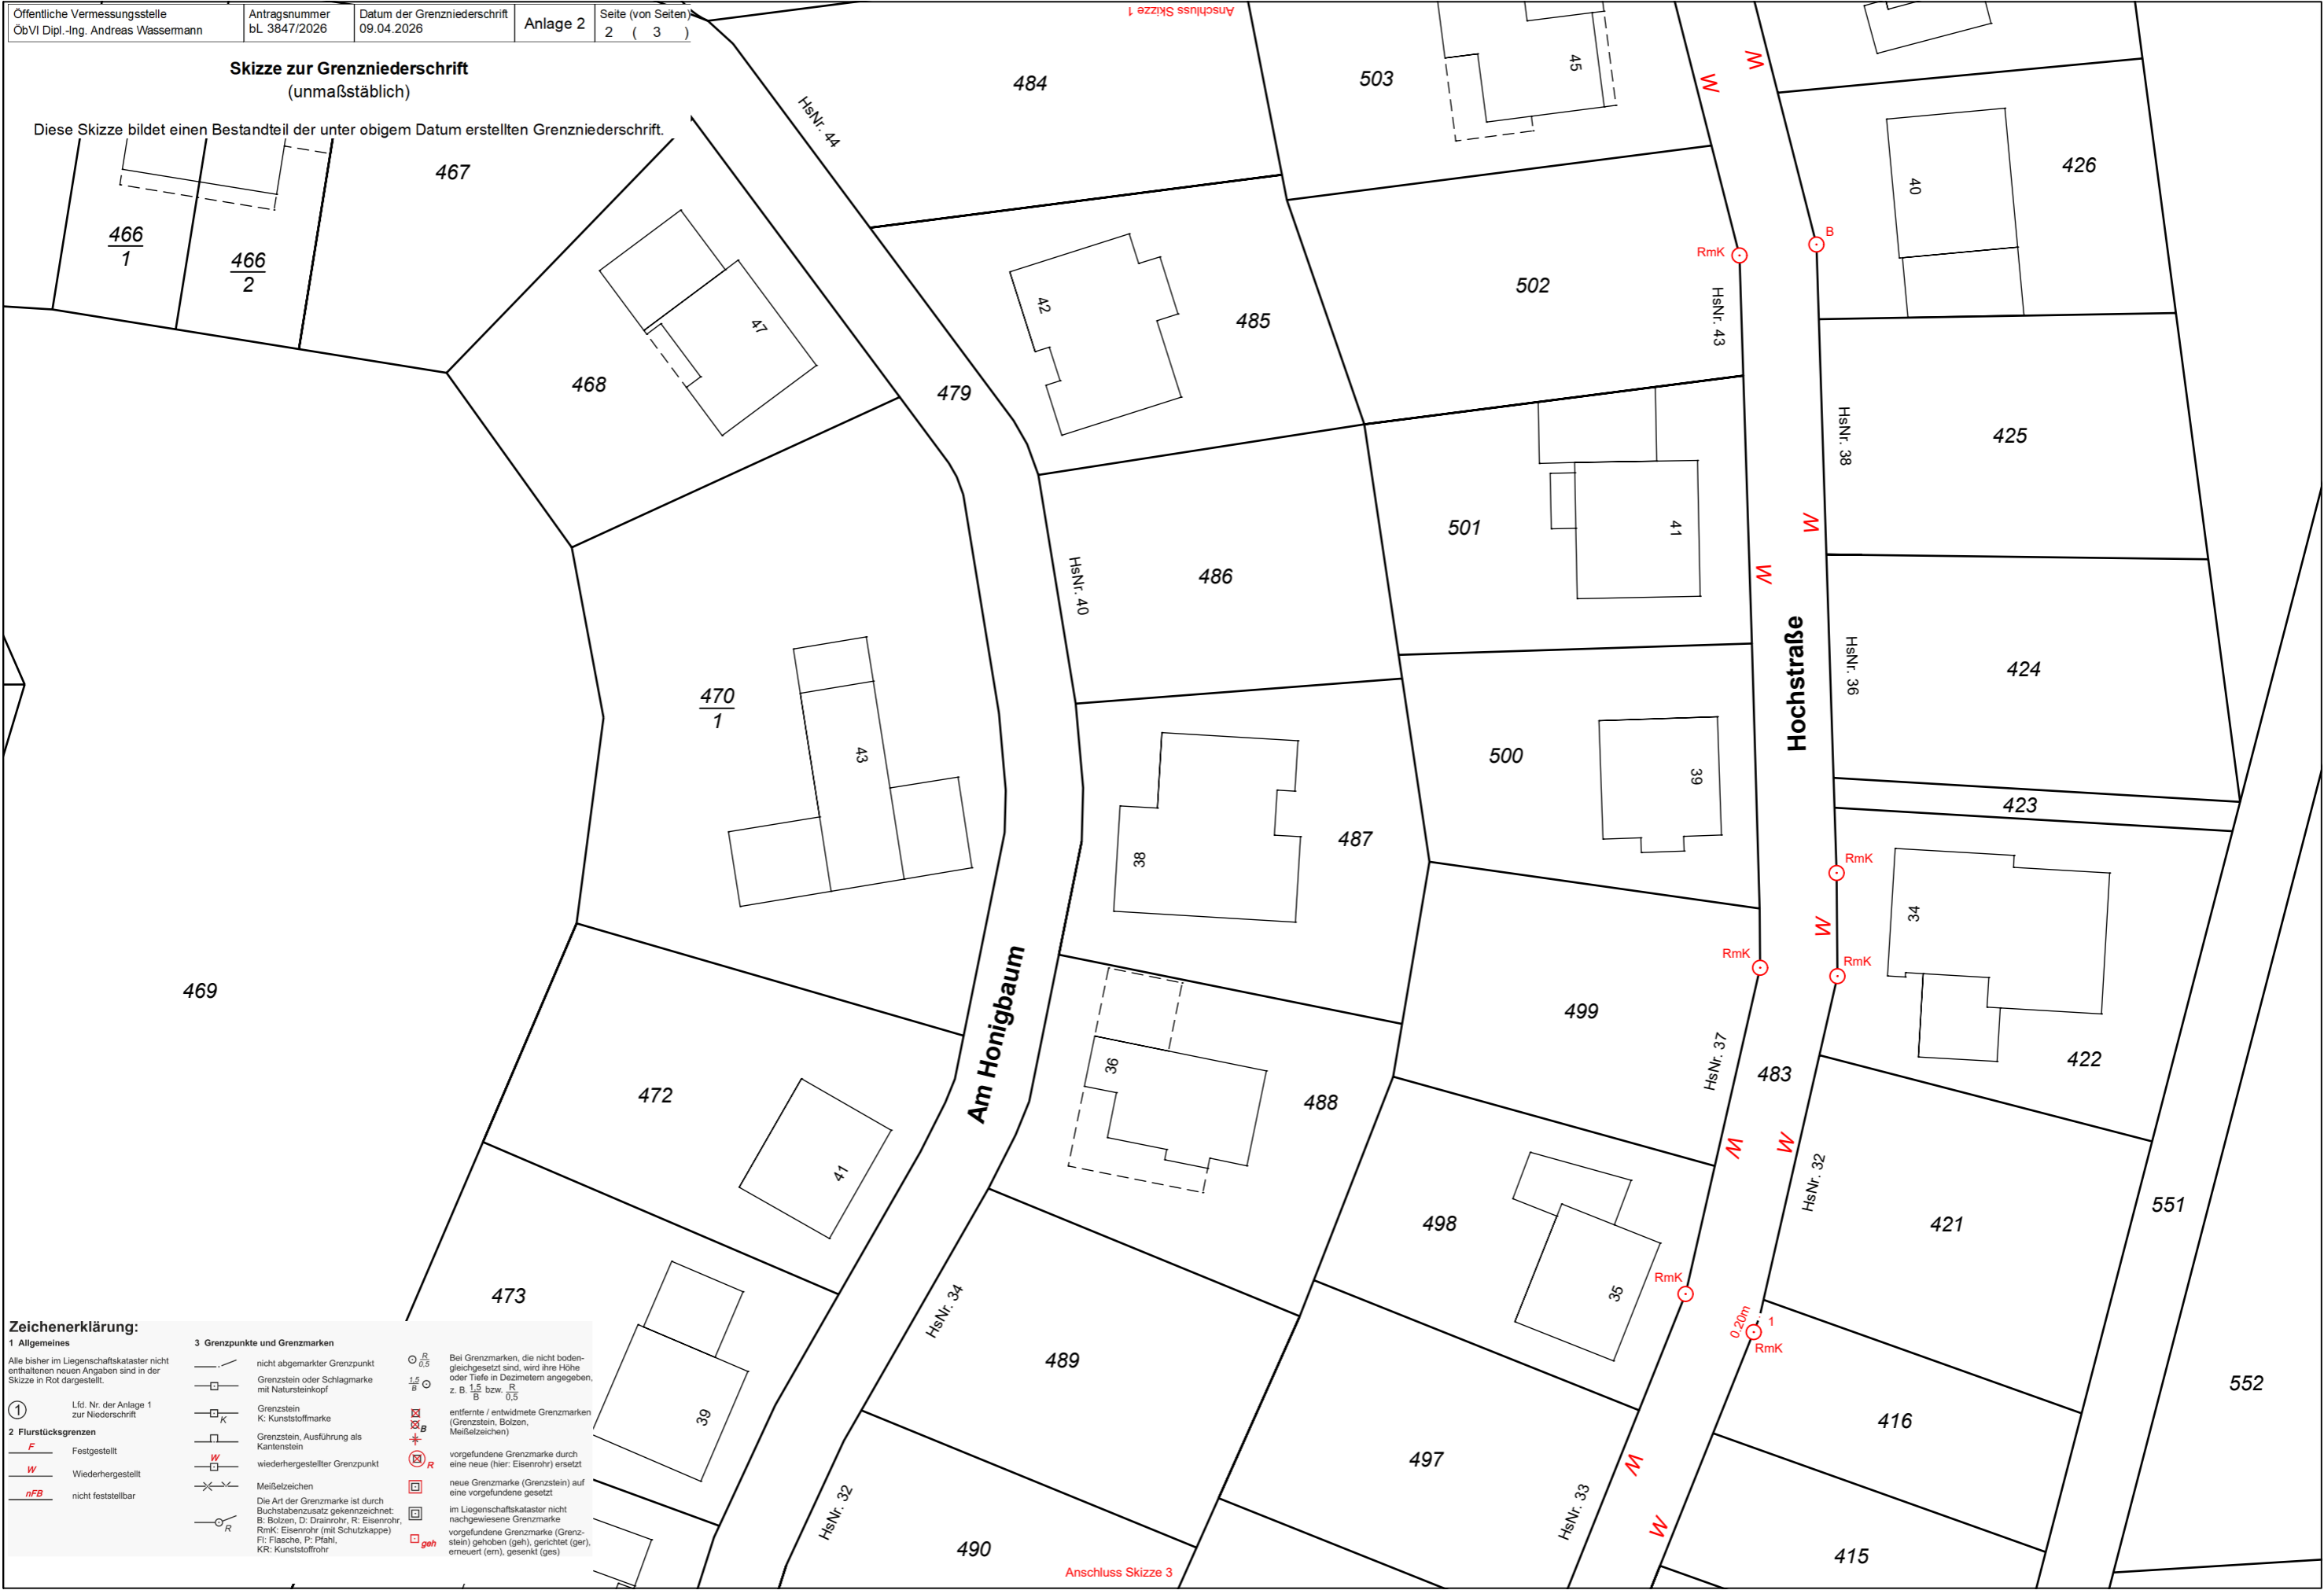 Öffentliche Vermessungsstelle
ÖbVI Dipl.-Ing. Andreas Wassermann
Antragsnummer
bL 3847/2026
Datum der Grenzniederschrift
09.04.2026
Anlage 2
Seite (von Seiten)
2 ( 3 )
Skizze zur Grenzniederschrift
(unmaßstäblich)
Diese Skizze bildet einen Bestandteil der unter obigem Datum erstellten Grenzniederschrift.
Anschluss Skizze 1
484
503
45
W
W
HsNr. 44
467
426
40
466
1
466
2
B
RmK
502
HsNr. 43
42
485
47
468
479
HsNr. 38
425
501
41
W
W
486
HsNr. 40
Hochstraße
HsNr. 36
424
470
1
43
500
39
423
487
38
RmK
34
W
RmK
RmK
469
Am Honigbaum
499
HsNr. 37
483
422
36
488
472
41
W
W
HsNr. 32
551
498
421
35
RmK
473
HsNr. 34
0.20m
1
RmK
489
552
39
416
497
W
HsNr. 32
HsNr. 33
W
490
415
Anschluss Skizze 3
Zeichenerklärung:
1 Allgemeines
Alle bisher im Liegenschaftskataster nicht
enthaltenen neuen Angaben sind in der
Skizze in Rot dargestellt.
1
Lfd. Nr. der Anlage 1
zur Niederschrift
2 Flurstücksgrenzen
F
Festgestellt
W
Wiederhergestellt
nFB
nicht feststellbar
3 Grenzpunkte und Grenzmarken
nicht abgemarkter Grenzpunkt
Grenzstein oder Schlagmarke
mit Natursteinkopf
K
Grenzstein
K: Kunststoffmarke
Grenzstein, Ausführung als
Kantenstein
W
wiederhergestellter Grenzpunkt
Meißelzeichen
R
Die Art der Grenzmarke ist durch
Buchstabenzusatz gekennzeichnet:
B: Bolzen, D: Drainrohr, R: Eisenrohr,
RmK: Eisenrohr (mit Schutzkappe)
Fl: Flasche, P: Pfahl,
KR: Kunststoffrohr
R
0,5
1,5
B
Bei Grenzmarken, die nicht boden-
gleichgesetzt sind, wird ihre Höhe
oder Tiefe in Dezimetern angegeben,
z. B. 1,5 bzw. R
B 0,5
B
entfernte / entwidmete Grenzmarken
(Grenzstein, Bolzen,
Meißelzeichen)
R
vorgefundene Grenzmarke durch
eine neue (hier: Eisenrohr) ersetzt
neue Grenzmarke (Grenzstein) auf
eine vorgefundene gesetzt
im Liegenschaftskataster nicht
nachgewiesene Grenzmarke
geh
vorgefundene Grenzmarke (Grenz-
stein) gehoben (geh), gerichtet (ger),
erneuert (ern), gesenkt (ges)